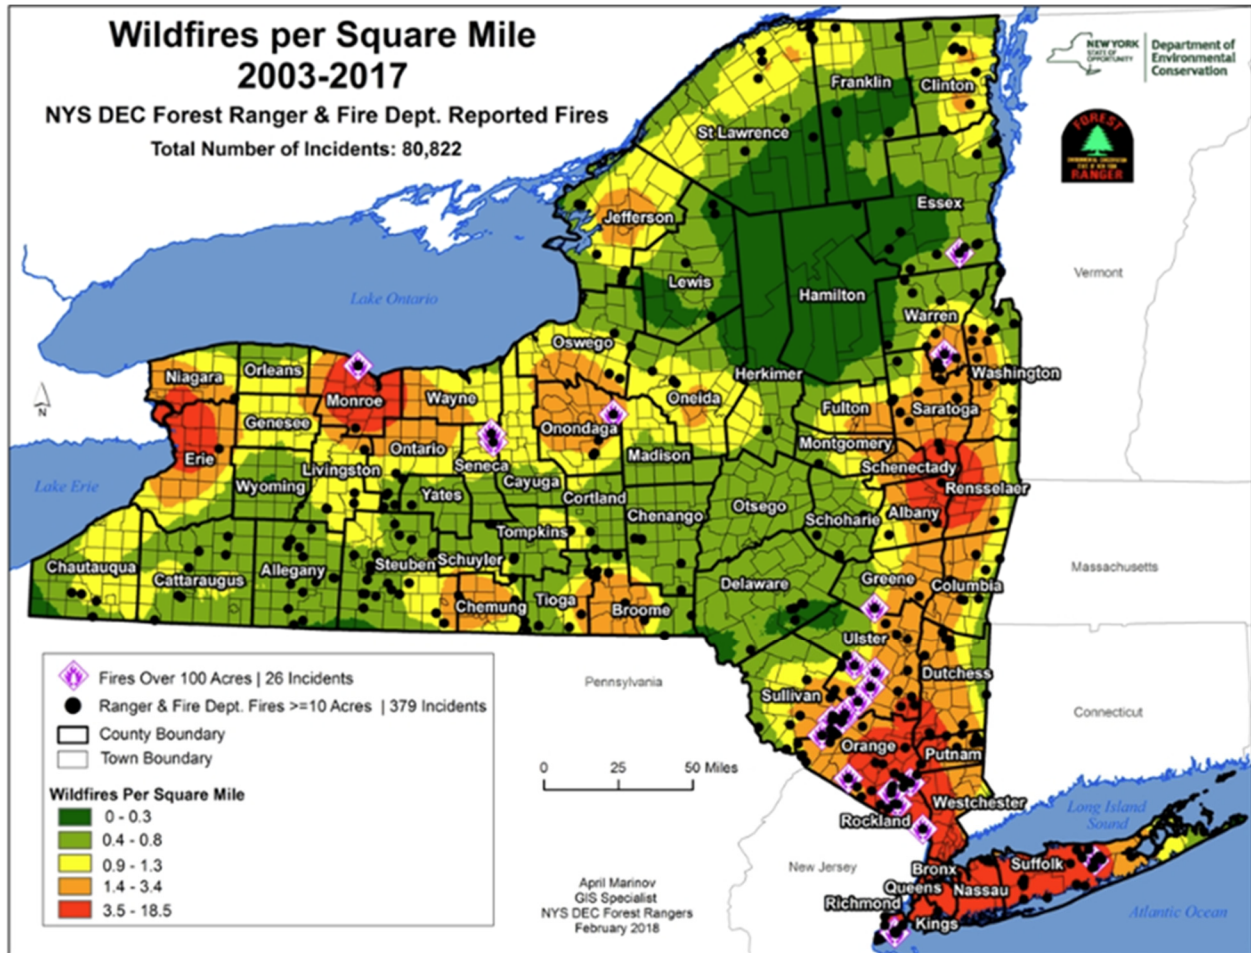 Wildfires per Square Mile
2003-2017
NYS DEC Forest Ranger & Fire Dept. Reported Fires
Total Number of Incidents: 80,822
NEW YORK
STATE OF
OPPORTUNITY
Department of
Environmental
Conservation
FOREST
RANGER
Franklin
Clinton
St Lawrence
Essex
Jefferson
Vermont
Lewis
Hamilton
Lake Ontario
Warren
Oswego
Herkimer
Washington
Orleans
Niagara
Monroe
Wayne
Oneida
Fulton
Saratoga
N
Genesee
Onondaga
Montgomery
Ontario
Madison
Erie
Livingston
Seneca
Schenectady
Lake Erie
Wyoming
Yates
Cayuga
Cortland
Rensselaer
Otsego
Albany
Chenango
Schoharie
Tompkins
Chautauqua
Cattaraugus
Allegany
Steuben
Schuyler
Massachusetts
Delaware
Greene
Columbia
Chemung
Tioga
Broome
Ulster
Fires Over 100 Acres | 26 Incidents
Pennsylvania
Dutchess
Sullivan
Ranger & Fire Dept. Fires >=10 Acres | 379 Incidents
Connecticut
County Boundary
Orange
Putnam
Town Boundary
0 25 50 Miles
Wildfires Per Square Mile
0 - 0.3
0.4 - 0.8
0.9 - 1.3
1.4 - 3.4
3.5 - 18.5
Westchester
Rockland
Long Island
Sound
New Jersey
Bronx
Suffolk
Queens
Nassau
Richmond
Kings
Atlantic Ocean
April Marinov
GIS Specialist
NYS DEC Forest Rangers
February 2018